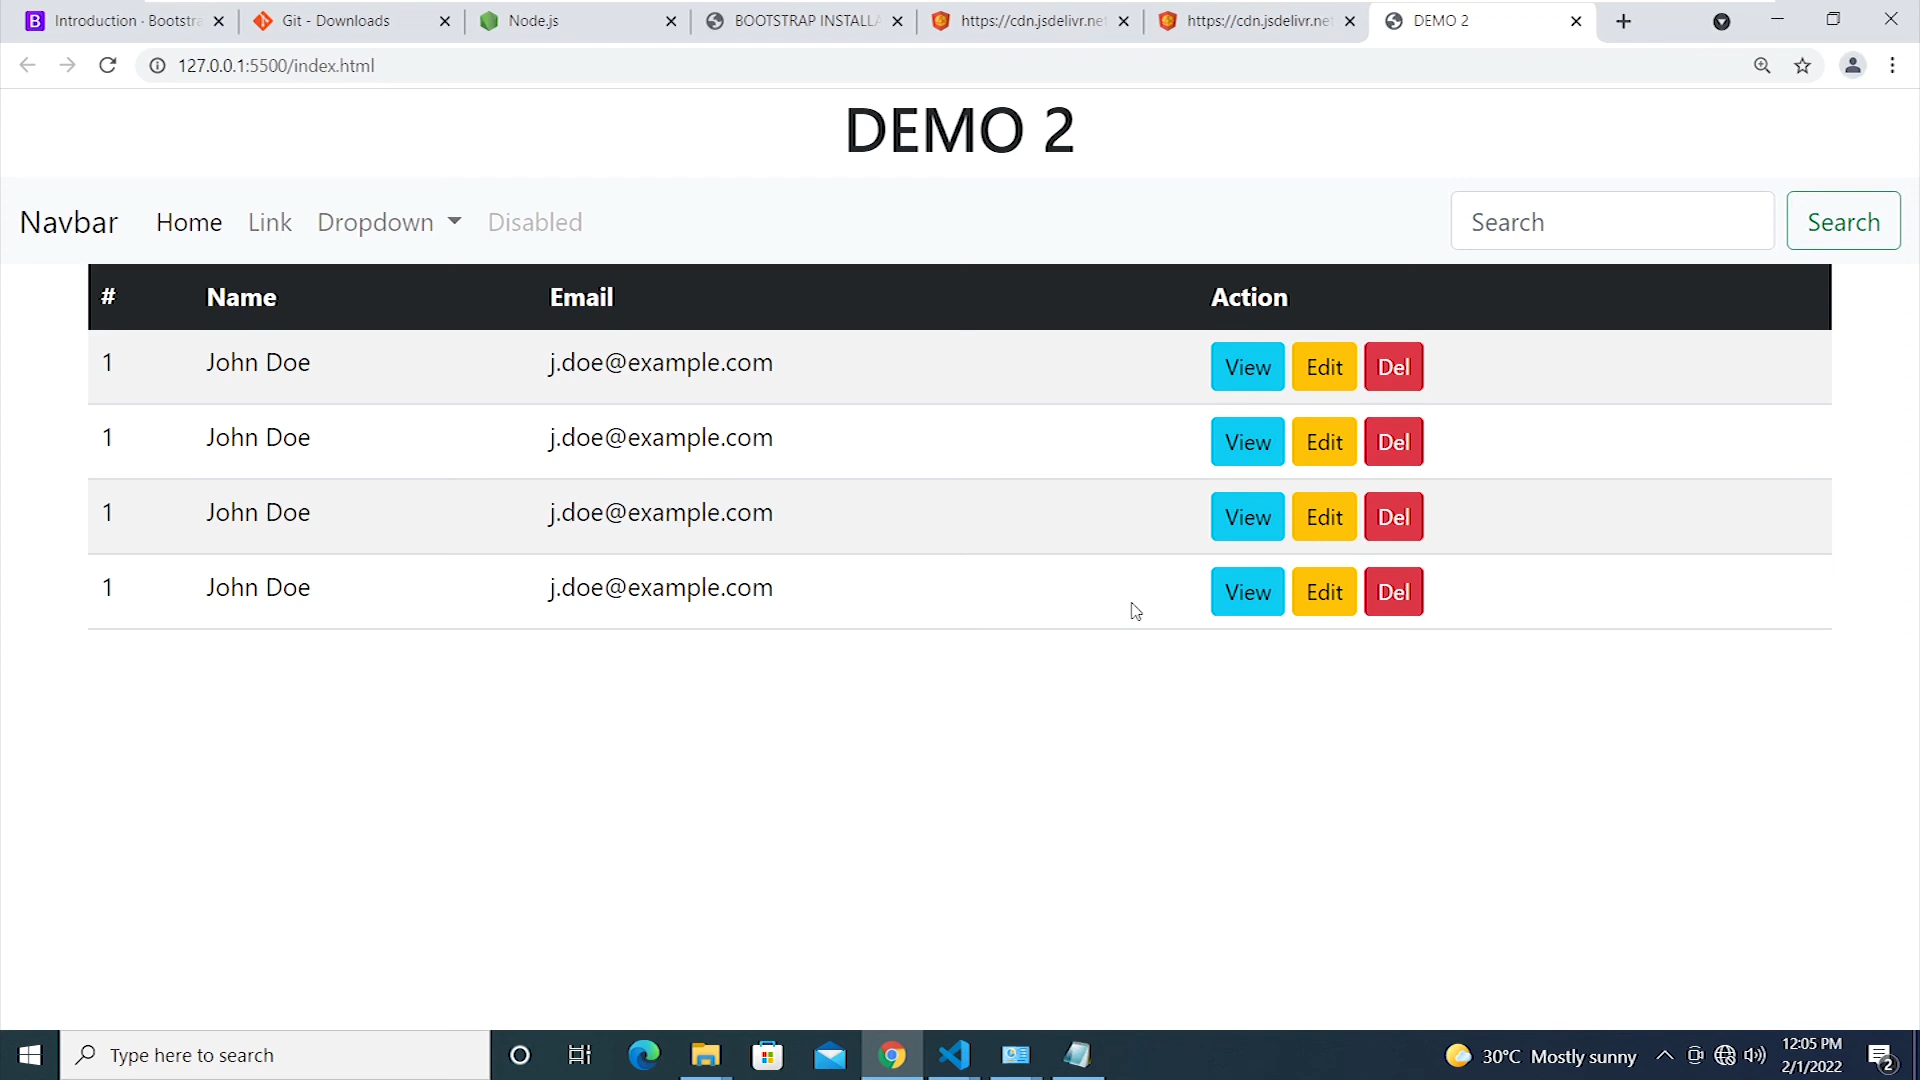 Introduction · Bootstra
Git - Downloads
Node.js
BOOTSTRAP INSTALLA
https://cdn.jsdelivr.net
https://cdn.jsdelivr.net
DEMO 2
127.0.0.1:5500/index.html
DEMO 2
Navbar Home Link Dropdown Disabled Search Search
# Name Email Action
1 John Doe j.doe@example.com View Edit Del
1 John Doe j.doe@example.com View Edit Del
1 John Doe j.doe@example.com View Edit Del
1 John Doe j.doe@example.com View Edit Del
Type here to search
30°C Mostly sunny
12:05 PM
2/1/2022
2